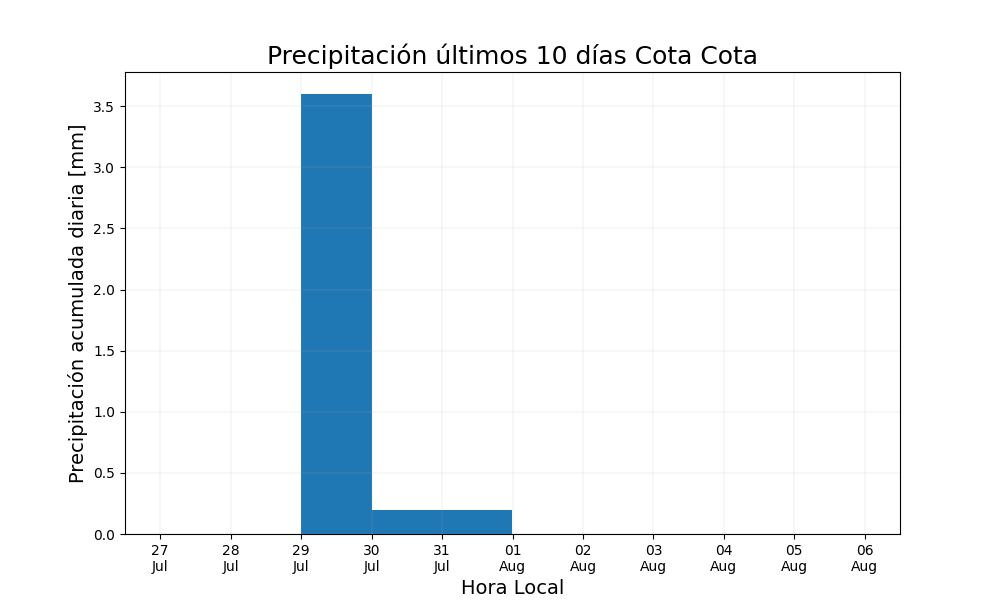 Precipitación últimos 10 días Cota Cota
Precipitación acumulada diaria [mm]
3.5
3.0
2.5
2.0
1.5
1.0
0.5
0.0
27 28 29 30 31 01 02 03 04 05 06
Jul Jul Jul Jul Jul Aug Aug Aug Aug Aug Aug
Hora Local